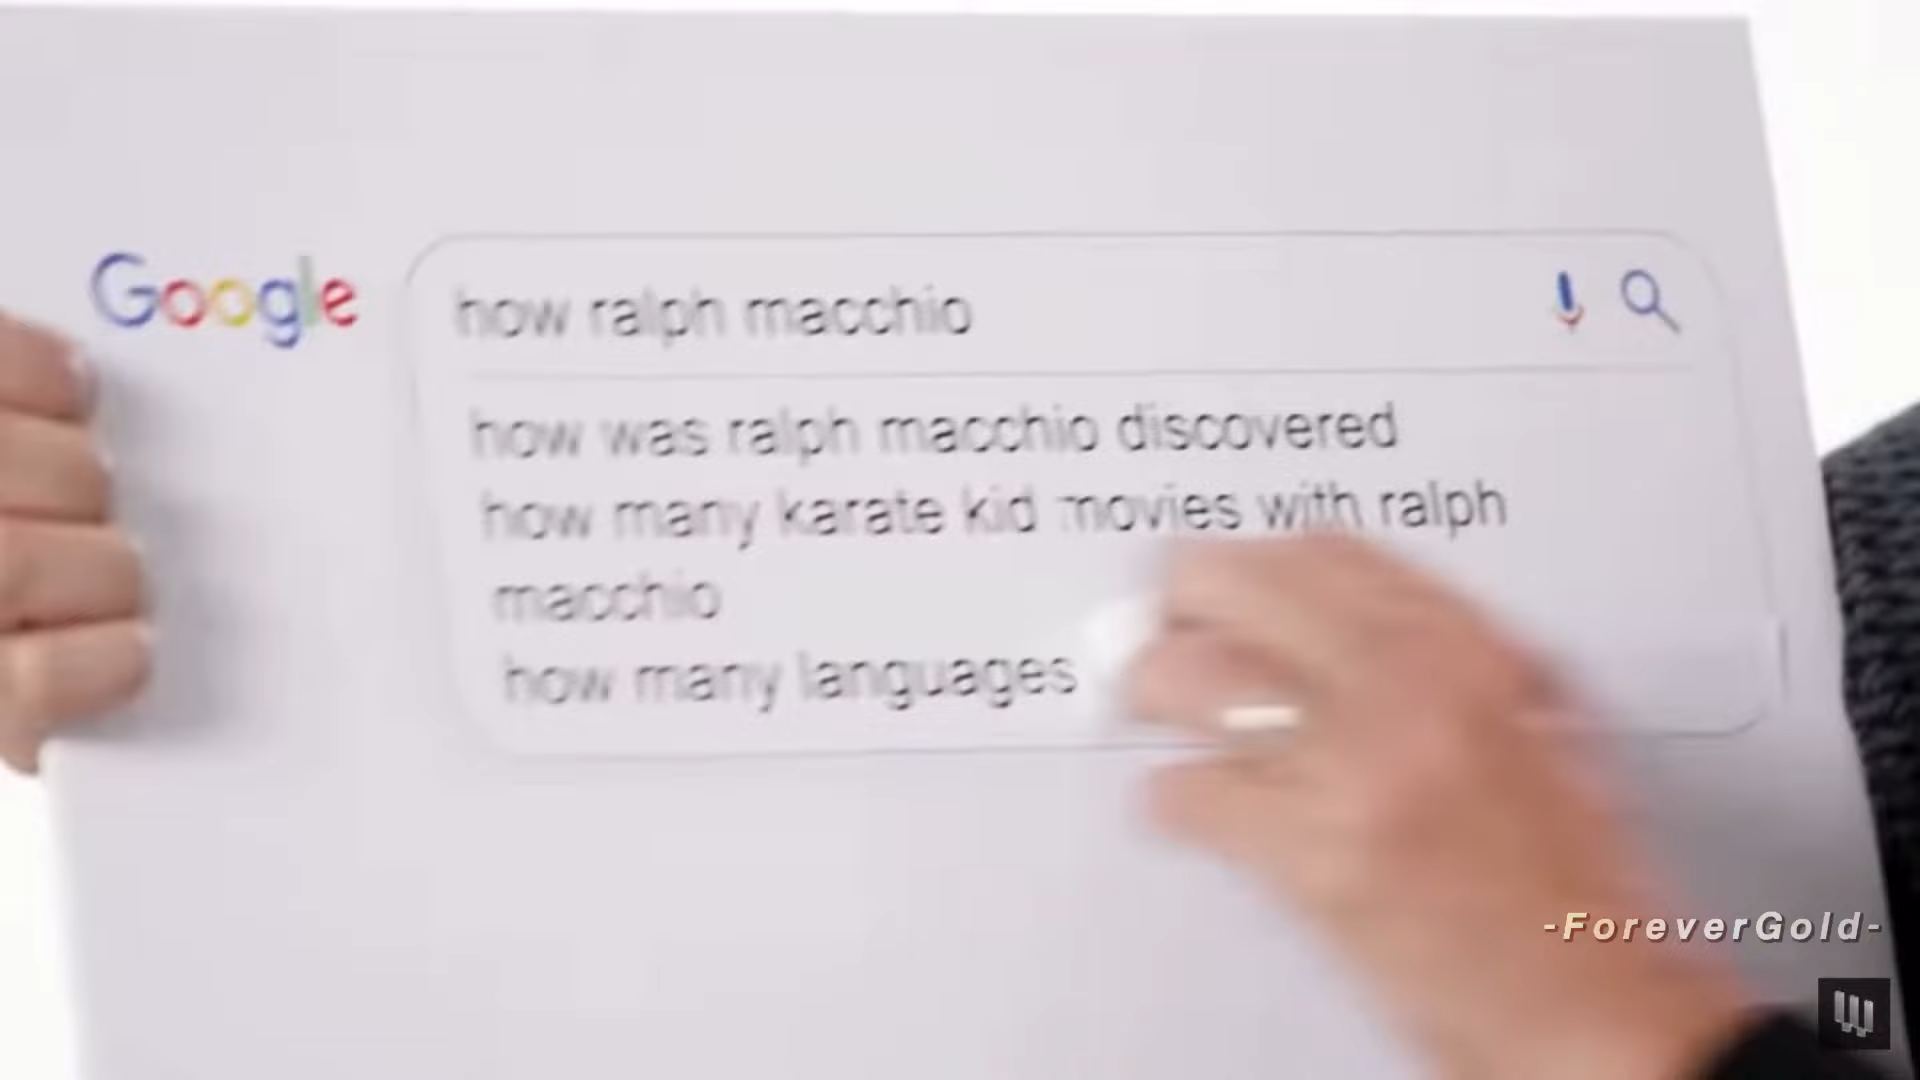 Google
how ralph macchio
how was ralph macchio discovered
how many karate kid movies with ralph
macchio
how many languages
-ForeverGold-
W